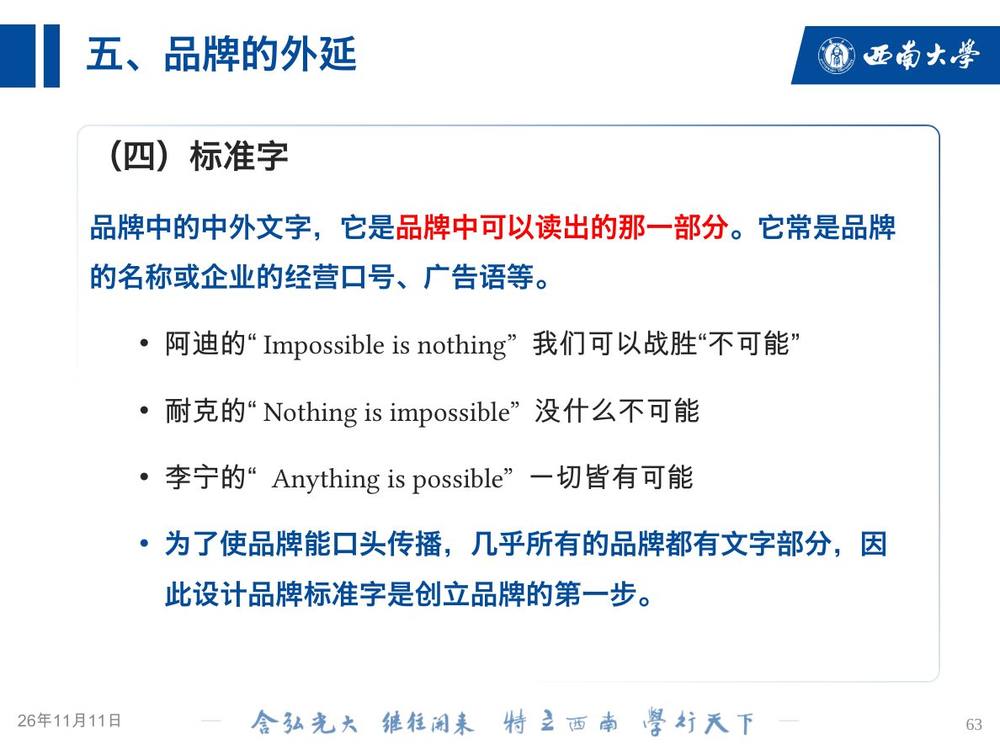 五、品牌的外延
西南大学
（四）标准字
品牌中的中外文字，它是品牌中可以读出的那一部分。它常是品牌
的名称或企业的经营口号、广告语等。
• 阿迪的“ Impossible is nothing” 我们可以战胜“不可能”
• 耐克的“ Nothing is impossible” 没什么不可能
• 李宁的“ Anything is possible” 一切皆有可能
• 为了使品牌能口头传播，几乎所有的品牌都有文字部分，因
此设计品牌标准字是创立品牌的第一步。
26年11月11日
含弘光大 继往开来 特立西南 学行天下
63